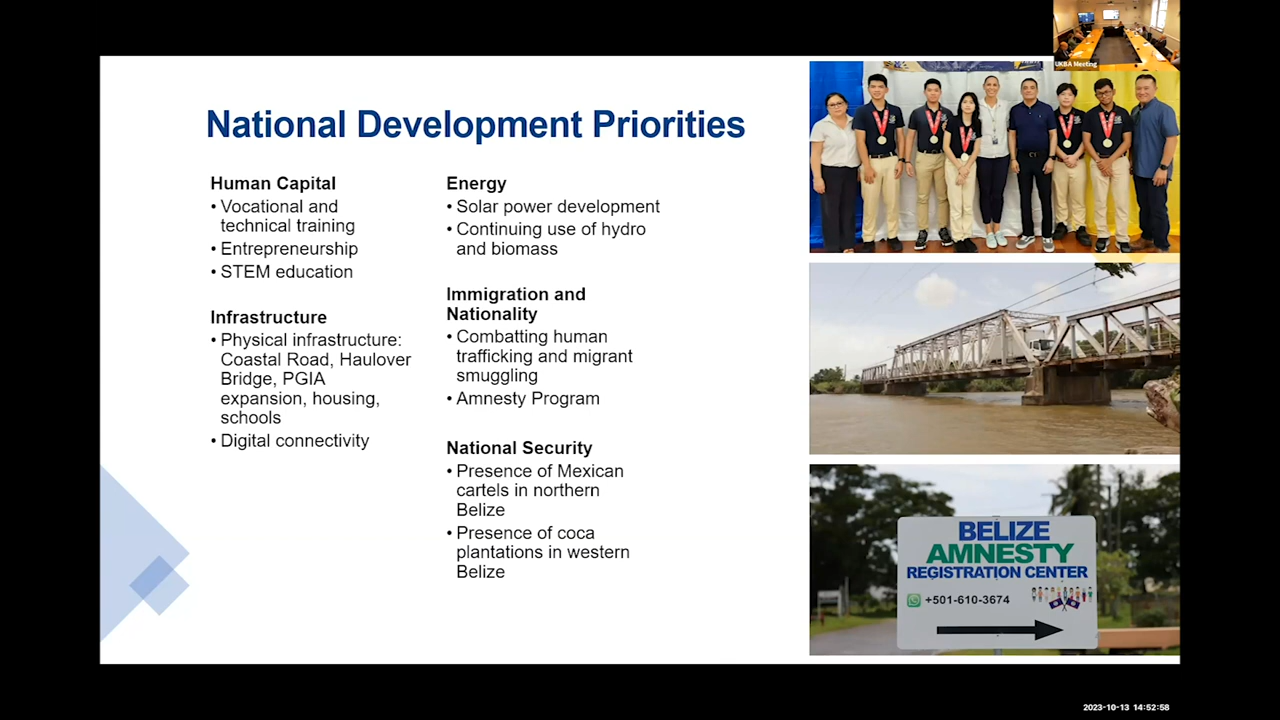 UKBA Meeting
National Development Priorities
Human Capital
• Vocational and
technical training
• Entrepreneurship
• STEM education
Infrastructure
• Physical infrastructure:
Coastal Road, Haulover
Bridge, PGIA
expansion, housing,
schools
• Digital connectivity
Energy
• Solar power development
• Continuing use of hydro
and biomass
Immigration and
Nationality
• Combatting human
trafficking and migrant
smuggling
• Amnesty Program
National Security
• Presence of Mexican
cartels in northern
Belize
• Presence of coca
plantations in western
Belize
BELIZE
AMNESTY
REGISTRATION CENTER
+501-610-3674
2023-10-13 14:52:58